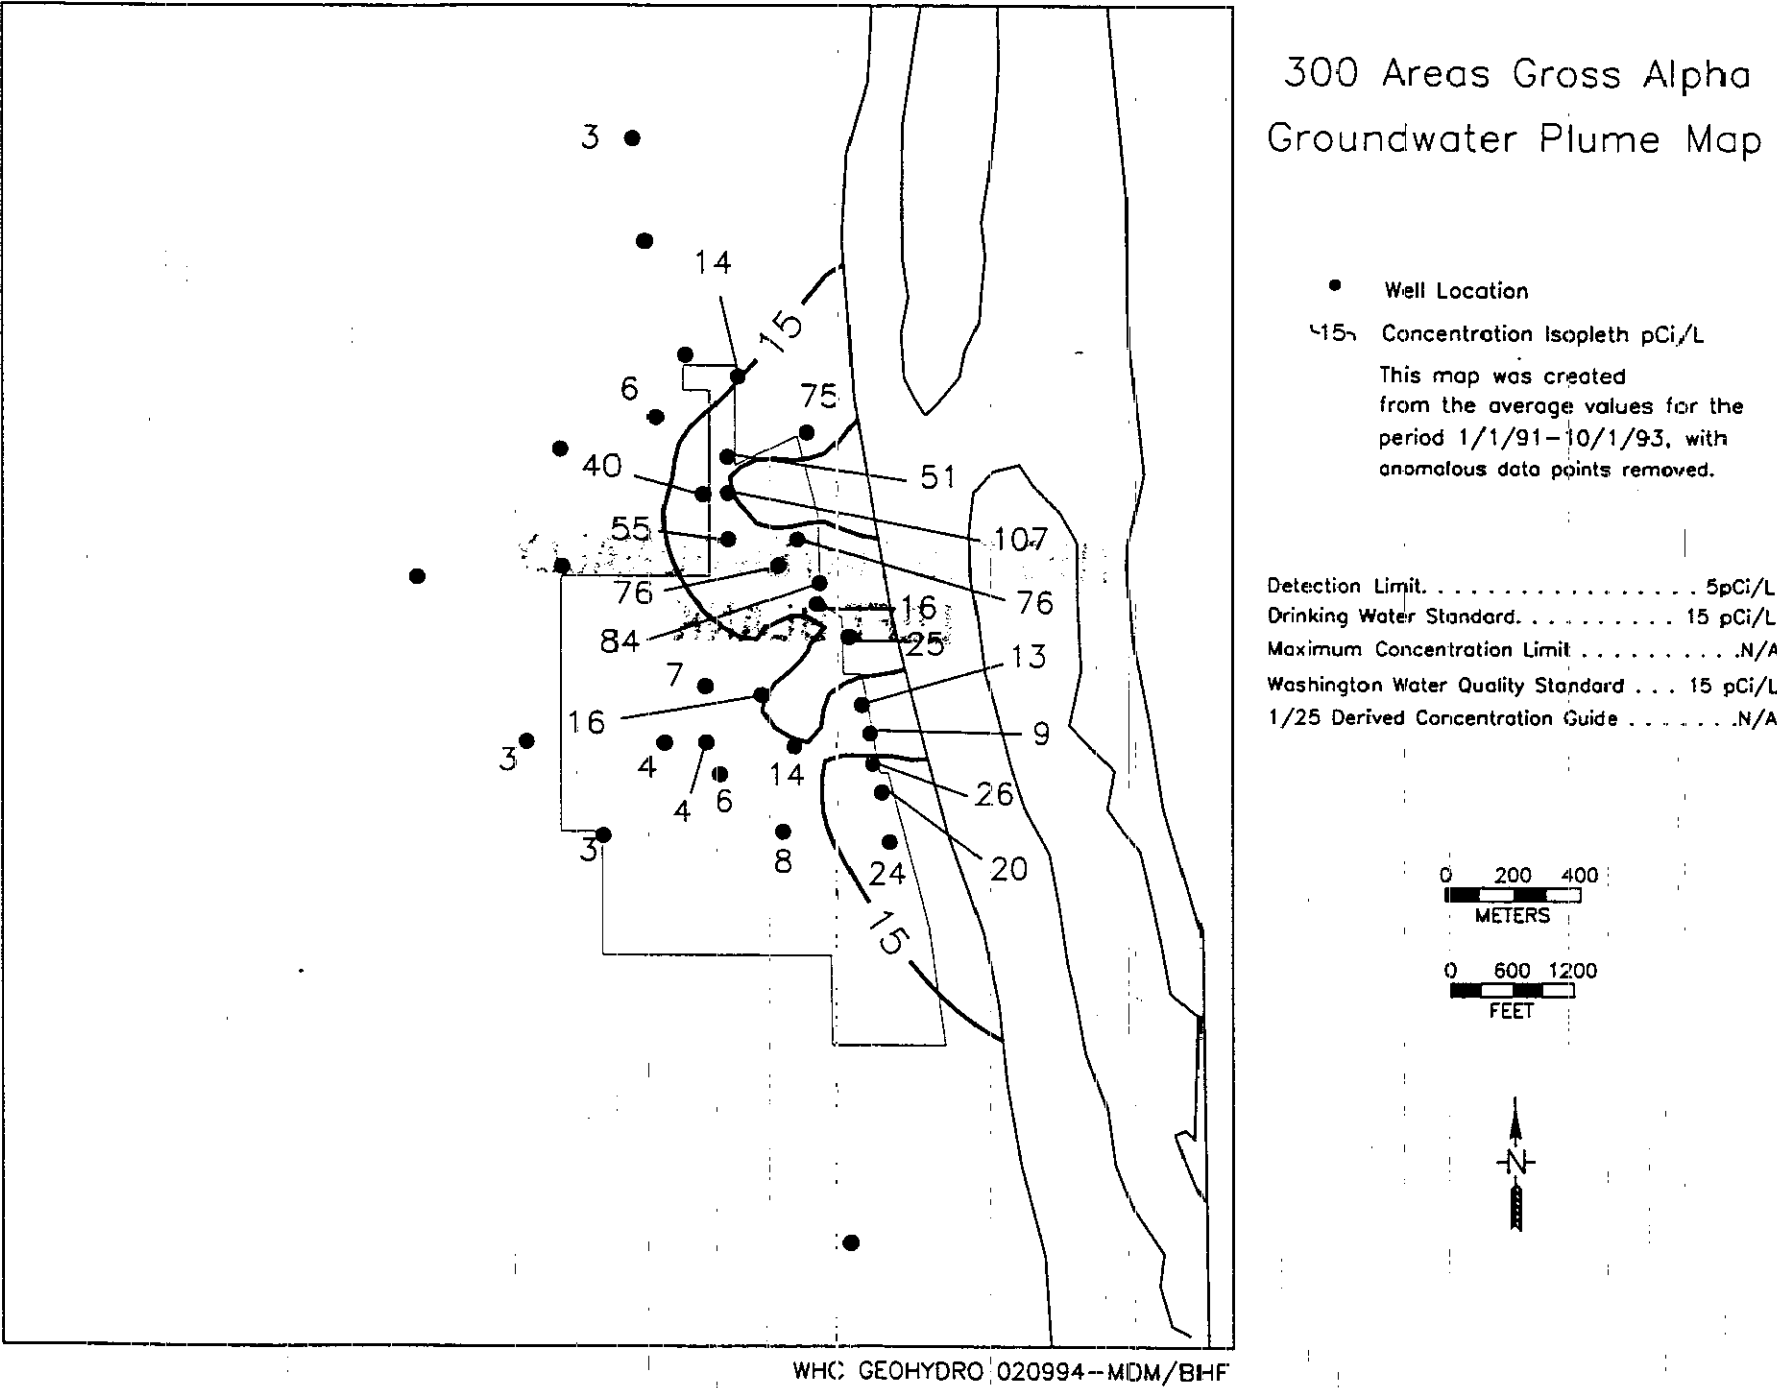 300 Areas Gross Alpha
Groundwater Plume Map
Well Location
15 Concentration Isopleth pCi/L
This map was created
from the average values for the
period 1/1/91-10/1/93, with
anomalous data points removed.
Detection Limit. . . . . . . . . . . . . . . . . 5pCi/L
Drinking Water Standard. . . . . . . . . . 15 pCi/L
Maximum Concentration Limit . . . . . . . . . .N/A
Washington Water Quality Standard . . . 15 pCi/L
1/25 Derived Concentration Guide . . . . . . .N/A
0 200 400
METERS
0 600 1200
FEET
N
3
14
15
6
75
40
51
55
107
76
76
16
84
25
13
7
16
9
3
4
14
4
6
26
3
8
24
20
15
WHC GEOHYDRO 020994--MDM/BHF